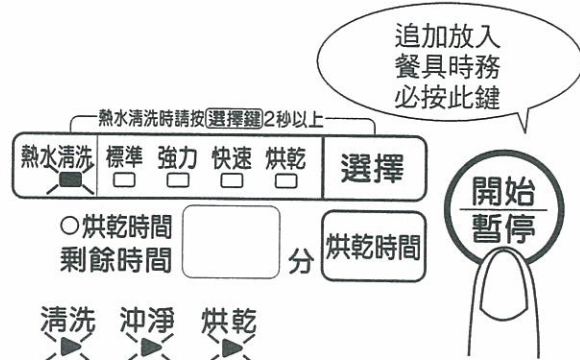 追加放入
餐具時務
必按此鍵
熱水清洗時請按選擇鍵2秒以上
熱水清洗 標準 強力 快速 烘乾 選擇
開始
暫停
烘乾時間
剩餘時間 分 烘乾時間
清洗 沖淨 烘乾